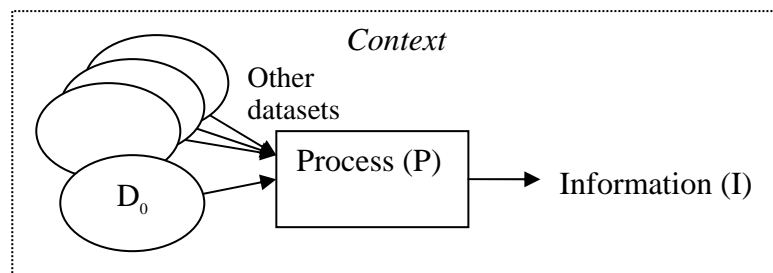 Context
Other
datasets
Process (P)
Information (I)
D₀